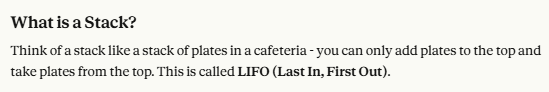 What is a Stack?
Think of a stack like a stack of plates in a cafeteria - you can only add plates to the top and
take plates from the top. This is called LIFO (Last In, First Out).